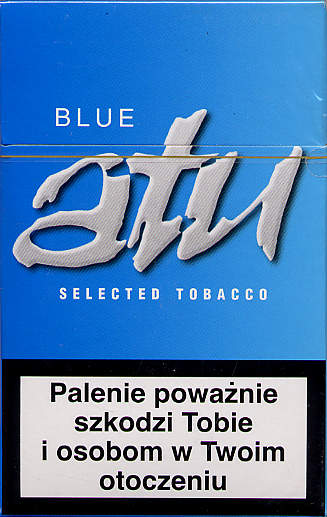 BLUE
atu
SELECTED TOBACCO
Palenie poważnie
szkodzi Tobie
i osobom w Twoim
otoczeniu